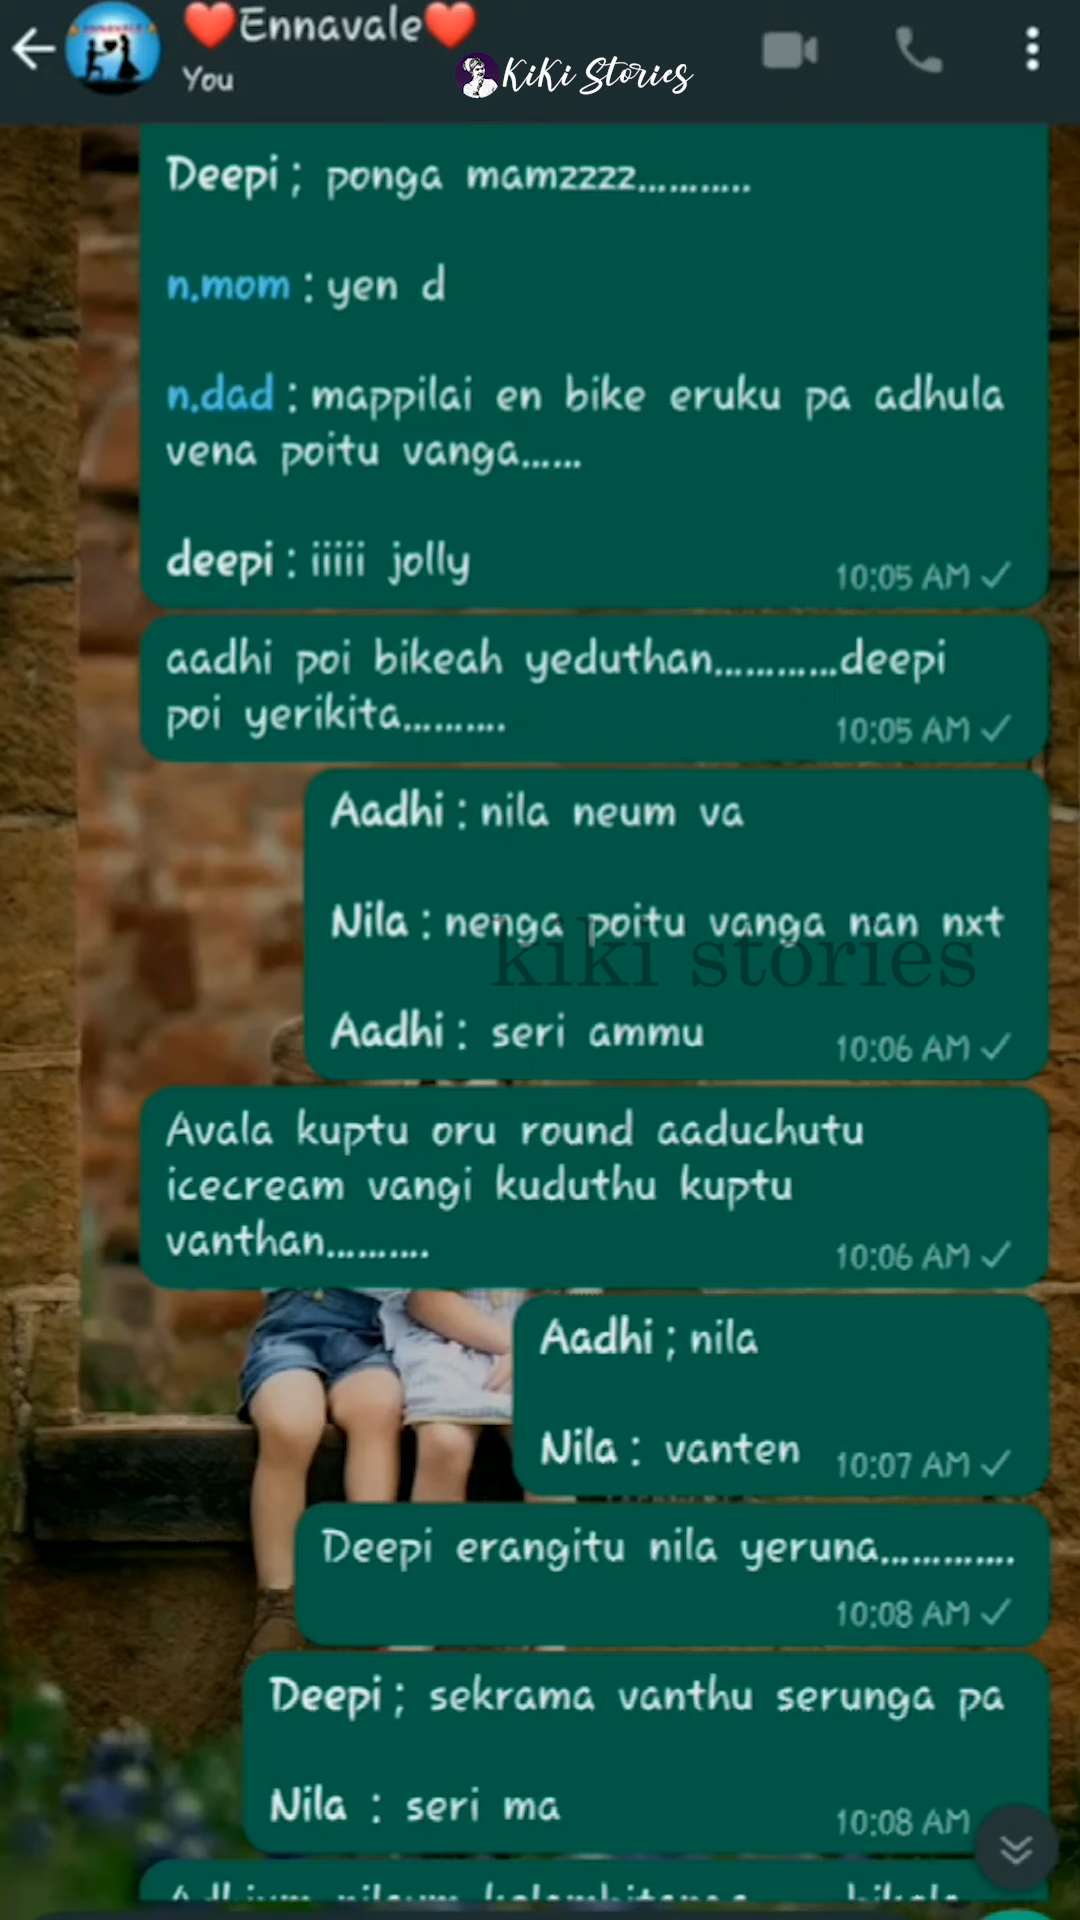 ❤️Ennavale❤️
You
KiKi Stories
Deepi ; ponga mamzzzz...........
n.mom : yen d
n.dad : mappilai en bike eruku pa adhula
vena poitu vanga......
deepi : iiiii jolly
10:05 AM
aadhi poi bikeah yeduthan............deepi
poi yerikita..........
10:05 AM
Aadhi : nila neum va
Nila : nenga poitu vanga nan nxt
kiki stories
Aadhi : seri ammu
10:06 AM
Avala kuptu oru round aaduchutu
icecream vangi kuduthu kuptu
vanthan..........
10:06 AM
Aadhi ; nila
Nila : vanten
10:07 AM
Deepi erangitu nila yeruna.............
10:08 AM
Deepi ; sekrama vanthu serunga pa
Nila : seri ma
10:08 AM